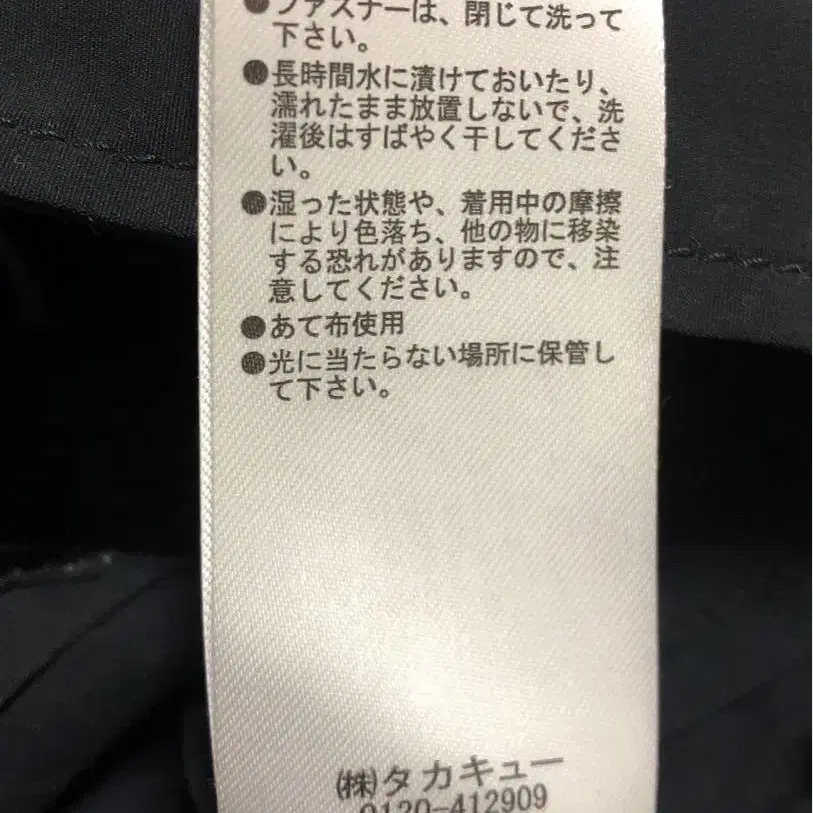 ●ファスナーは、閉じて洗って
下さい。
●長時間水に漬けておいたり、
濡れたまま放置しないで、洗
濯後はすばやく干してくださ
い。
●湿った状態や、着用中の摩擦
により色落ち、他の物に移染
する恐れがありますので、注
意してください。
●あて布使用
●光に当たらない場所に保管し
て下さい。
㈱タカキュー
0120-412909